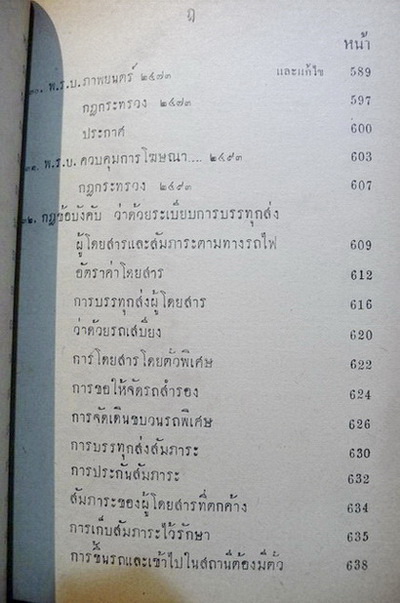 ฎ
หน้า
๓๐. พ.ร.บ.ภาพยนตร์ ๒๔๗๓ และแก้ไข 589
กฎกระทรวง ๒๔๗๓ 597
ประกาศ 600
๓๑. พ.ร.บ.ควบคุมการโฆษณา.... ๒๔๙๓ 603
กฎกระทรวง ๒๔๙๓ 607
๓๒. กฎข้อบังคับ ว่าด้วยระเบียบการบรรทุกส่ง
ผู้โดยสารและสัมภาระตามทางรถไฟ 609
อัตราค่าโดยสาร 612
การบรรทุกส่งผู้โดยสาร 616
ว่าด้วยรถเสบียง 620
การโดยสารโดยตั๋วพิเศษ 622
การขอให้จัดรถสำรอง 624
การจัดเดินขบวนรถพิเศษ 626
การบรรทุกส่งสัมภาระ 630
การประกันสัมภาระ 632
สัมภาระของผู้โดยสารที่ตกค้าง 634
การเก็บสัมภาระไว้รักษา 635
การขึ้นรถและเข้าไปในสถานีต้องมีตั๋ว 638